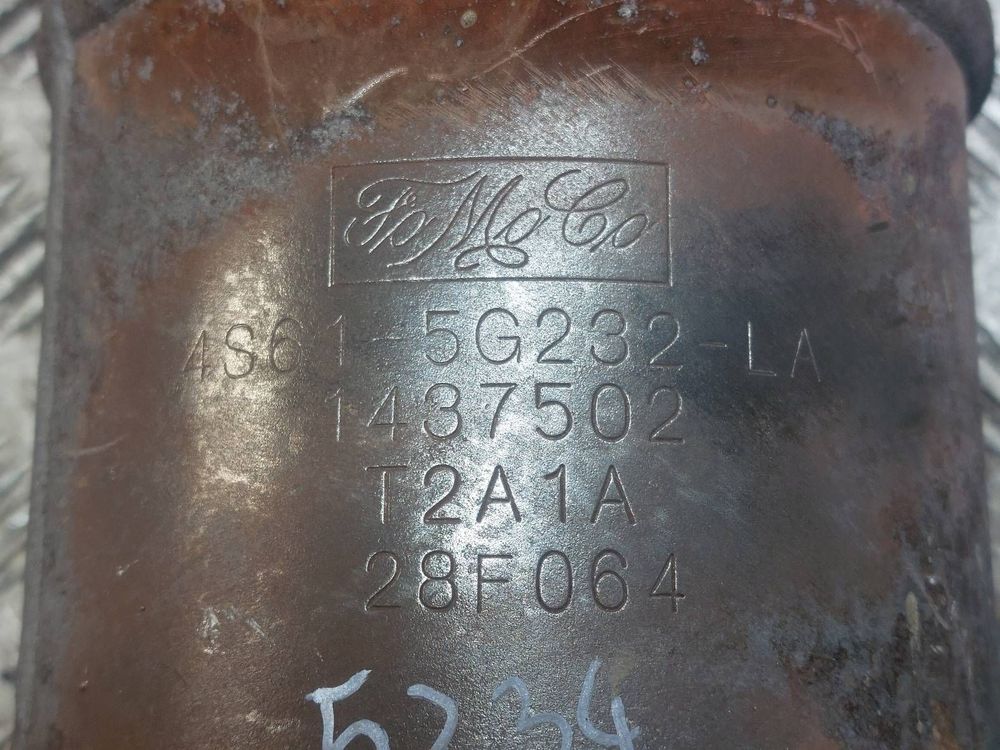 FoMoCo
4S61-5G232-LA
1437502
T2A1A
28F064
5234